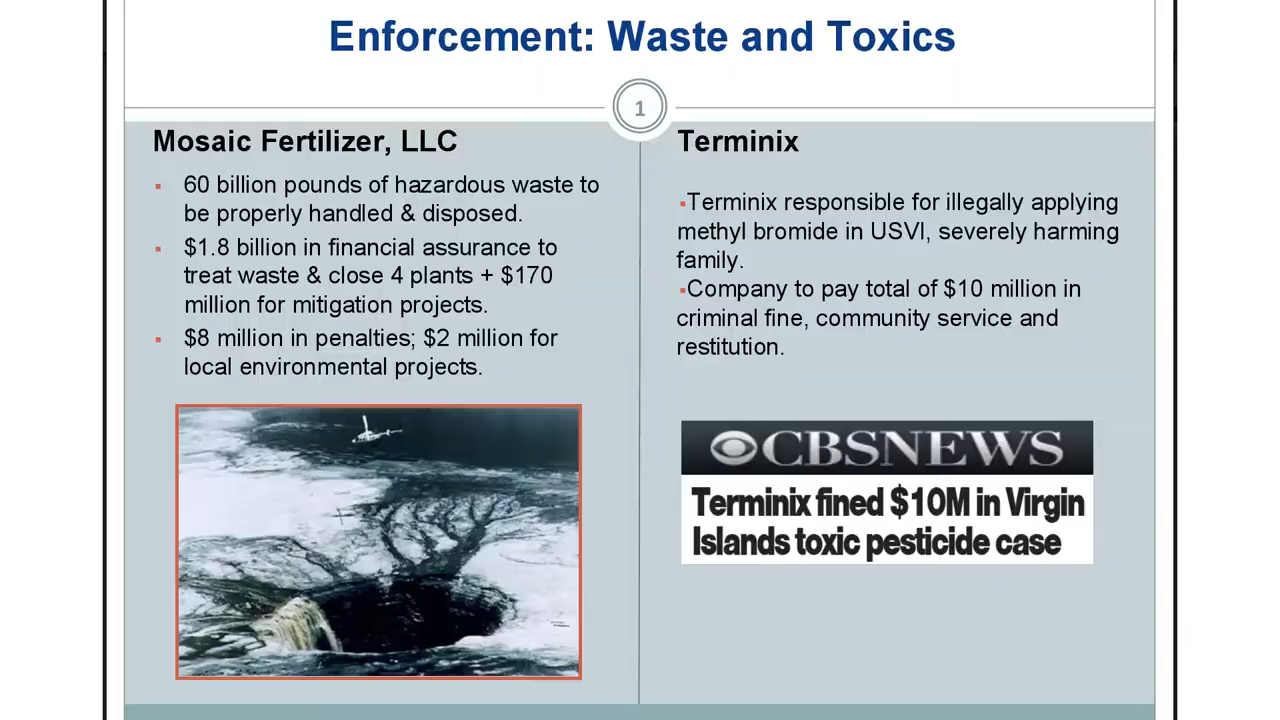 Enforcement: Waste and Toxics
1
Mosaic Fertilizer, LLC
▪ 60 billion pounds of hazardous waste to
be properly handled & disposed.
▪ $1.8 billion in financial assurance to
treat waste & close 4 plants + $170
million for mitigation projects.
▪ $8 million in penalties; $2 million for
local environmental projects.
Terminix
▪Terminix responsible for illegally applying
methyl bromide in USVI, severely harming
family.
▪Company to pay total of $10 million in
criminal fine, community service and
restitution.
CBSNEWS
Terminix fined $10M in Virgin
Islands toxic pesticide case